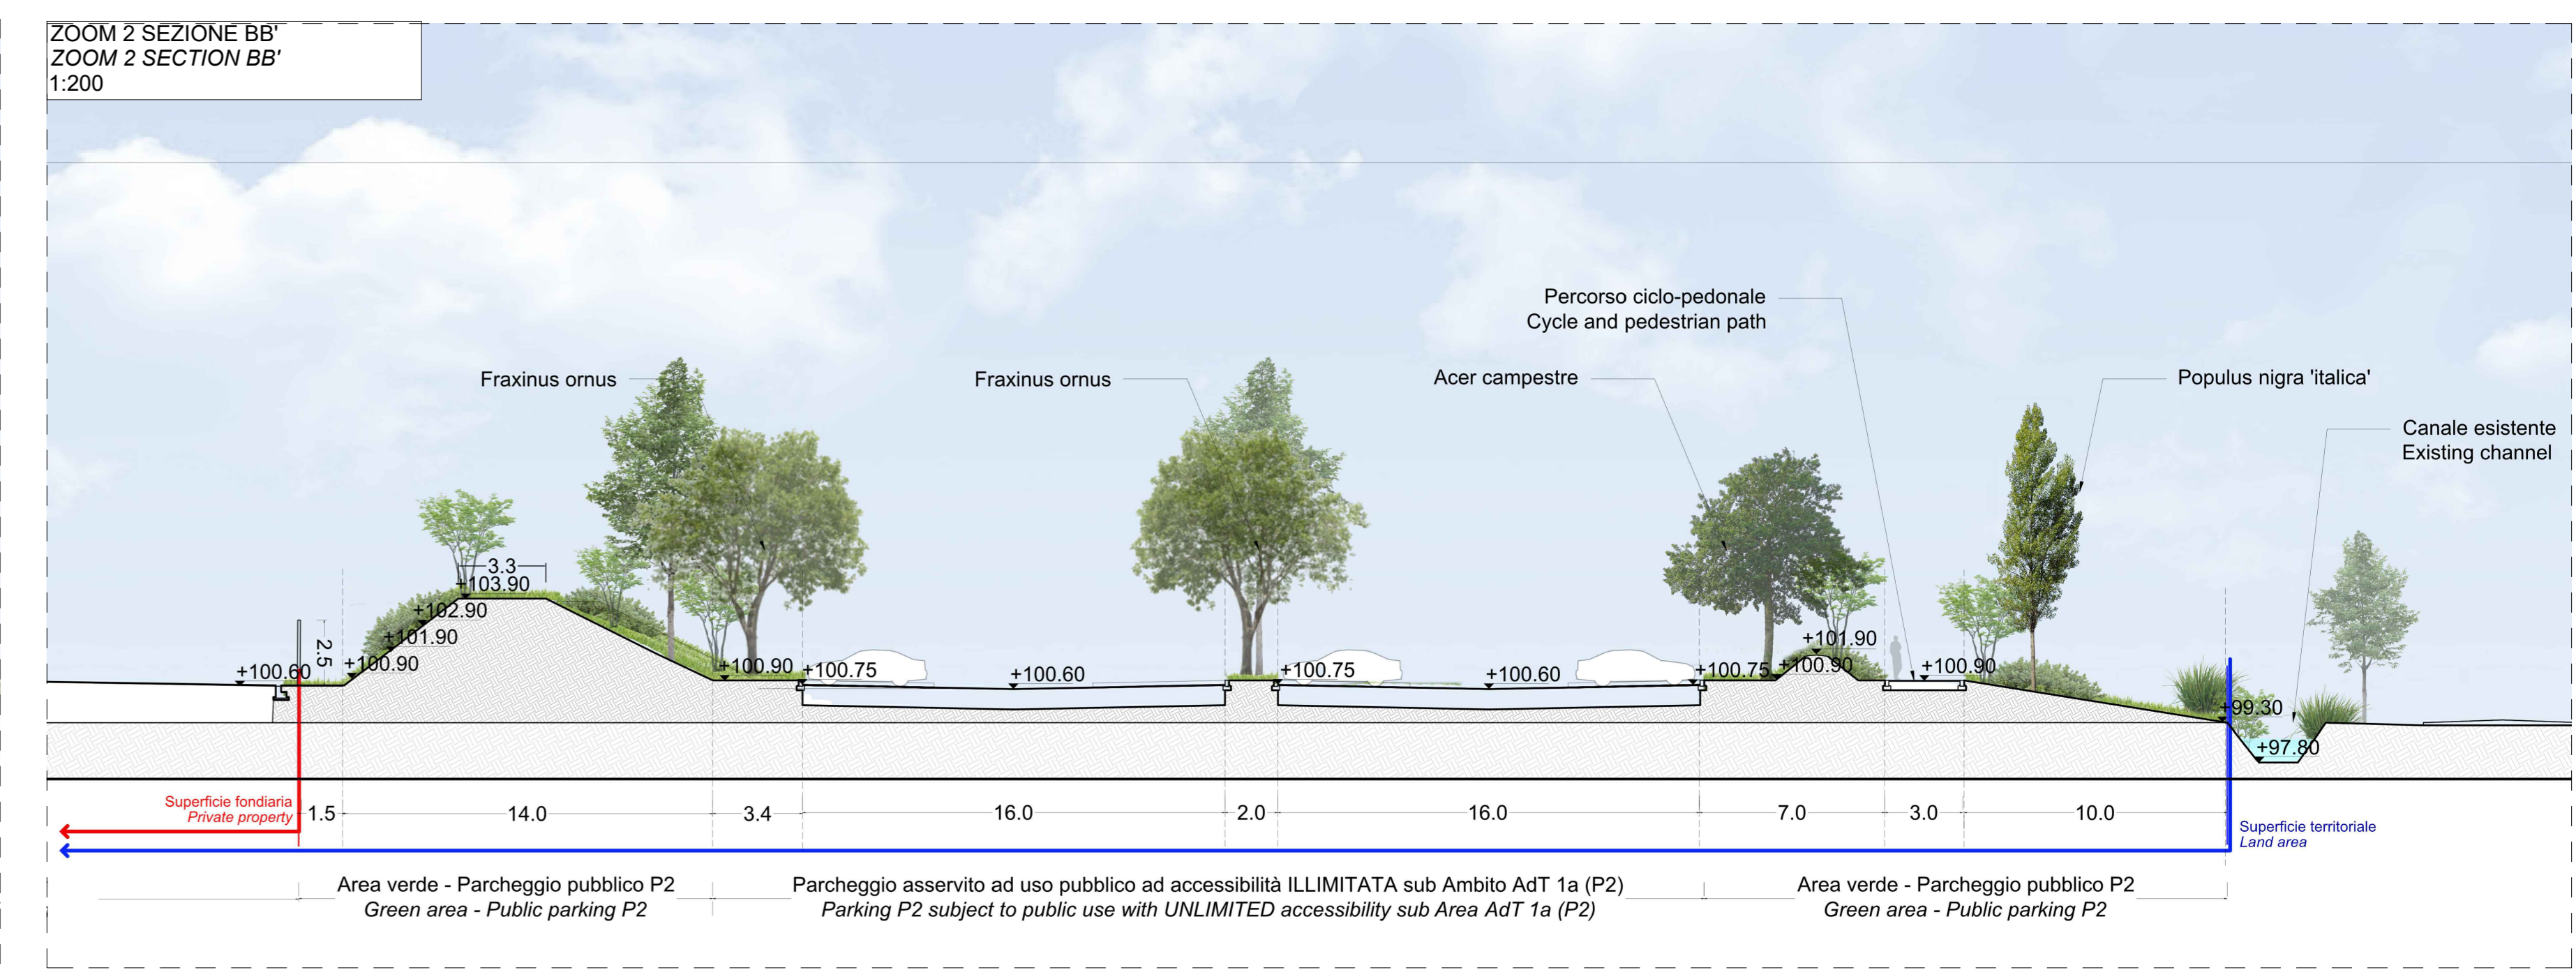 ZOOM 2 SEZIONE BB'
ZOOM 2 SECTION BB'
1:200
Percorso ciclo-pedonale
Cycle and pedestrian path
Fraxinus ornus
Fraxinus ornus
Acer campestre
Populus nigra 'italica'
Canale esistente
Existing channel
3.3
+103.90
+102.90
+101.90
+100.90
2.5
+100.60
+100.90
+100.75
+100.60
+100.75
+100.60
+100.75
+100.90
+101.90
+100.90
+99.30
+97.80
Superficie fondiaria
Private property
1.5
14.0
3.4
16.0
2.0
16.0
7.0
3.0
10.0
Superficie territoriale
Land area
Area verde - Parcheggio pubblico P2
Green area - Public parking P2
Parcheggio asservito ad uso pubblico ad accessibilità ILLIMITATA sub Ambito AdT 1a (P2)
Parking P2 subject to public use with UNLIMITED accessibility sub Area AdT 1a (P2)
Area verde - Parcheggio pubblico P2
Green area - Public parking P2